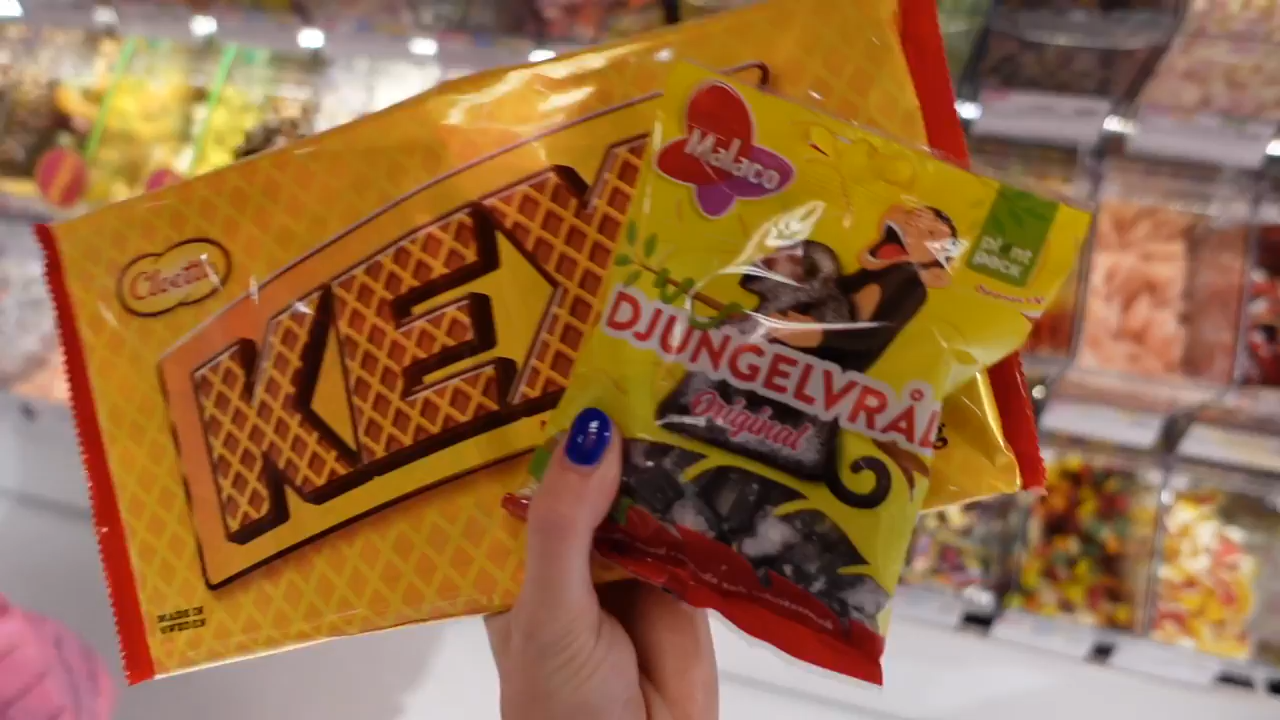 Cloetta
KEX
MADE IN
SWEDEN
Malaco
DJUNGELVRÅL
Original